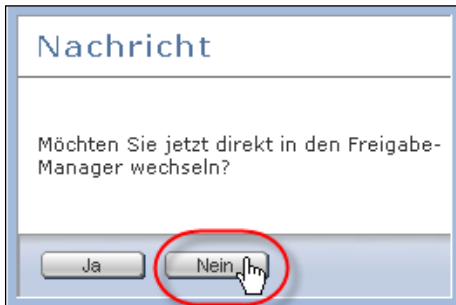 Nachricht
Möchten Sie jetzt direkt in den Freigabe-
Manager wechseln?
Ja Nein